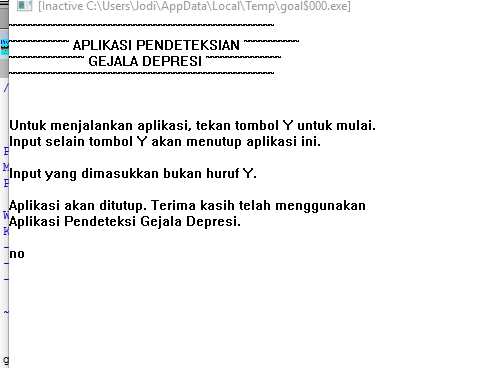 [Inactive C:\Users\Jodi\AppData\Local\Temp\goal$000.exe]
~~~~~~~~~~~~~~~~~~~~~~~~~~~~~~~~~~~
~~~~~~~~ APLIKASI PENDETEKSIAN ~~~~~~~
~~~~~~~~~~ GEJALA DEPRESI ~~~~~~~~~~
~~~~~~~~~~~~~~~~~~~~~~~~~~~~~~~~~~~
Untuk menjalankan aplikasi, tekan tombol Y untuk mulai.
Input selain tombol Y akan menutup aplikasi ini.
Input yang dimasukkan bukan huruf Y.
Aplikasi akan ditutup. Terima kasih telah menggunakan
Aplikasi Pendeteksi Gejala Depresi.
no